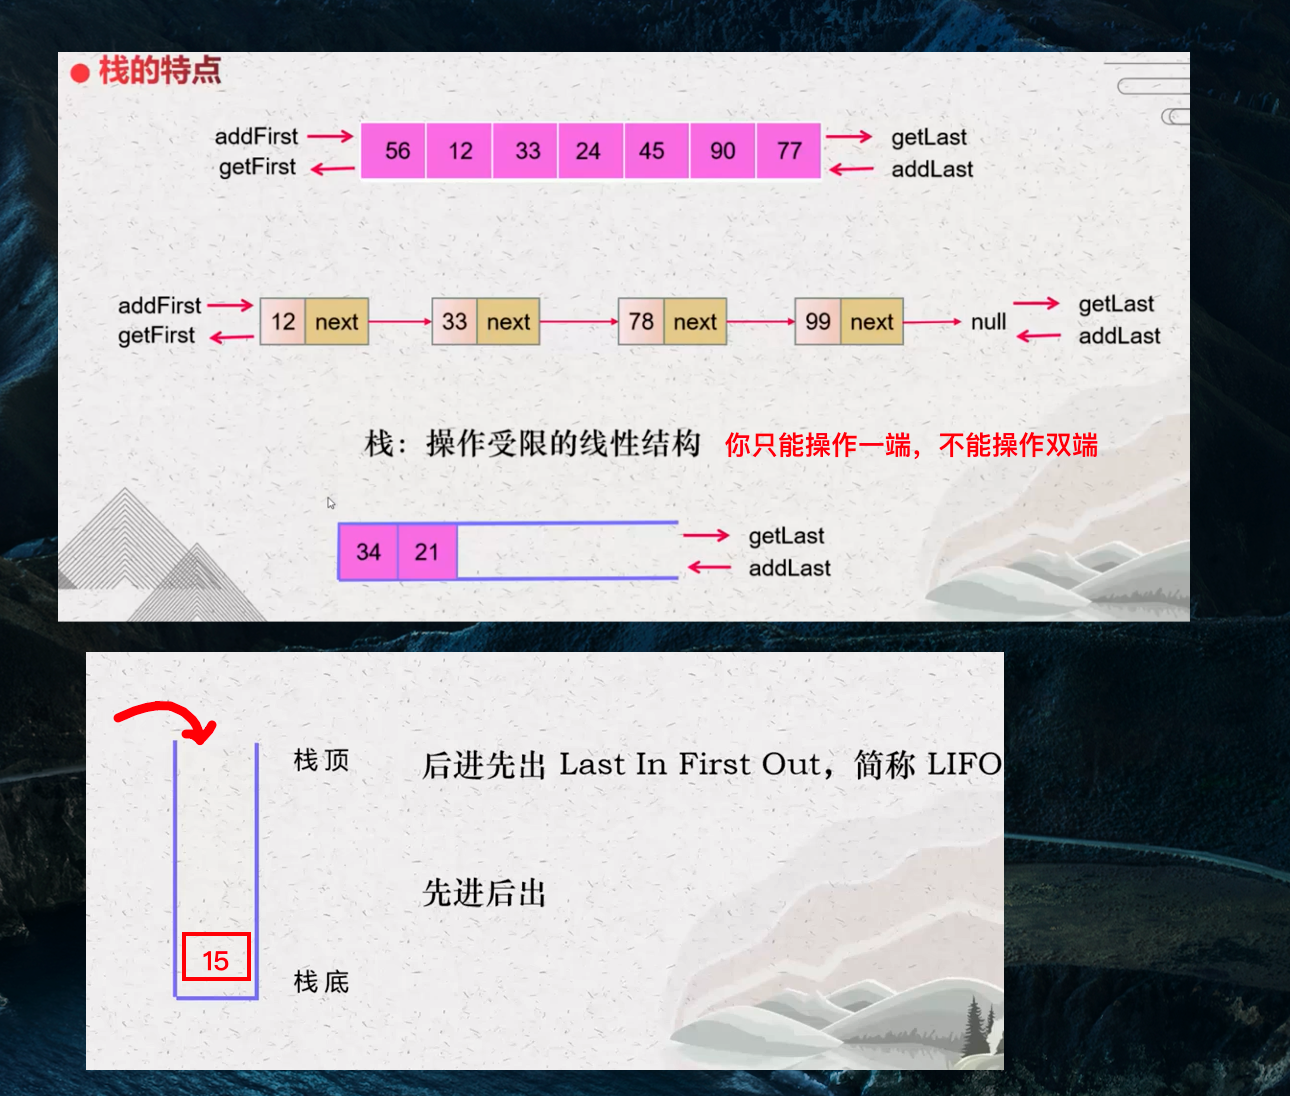 栈的特点
addFirst 56 12 33 24 45 90 77 getLast
getFirst addLast
addFirst 12 next 33 next 78 next 99 next null getLast
getFirst addLast
栈：操作受限的线性结构 你只能操作一端，不能操作双端
34 21 getLast
addLast
栈顶 后进先出 Last In First Out，简称 LIFO
先进后出
15
栈底